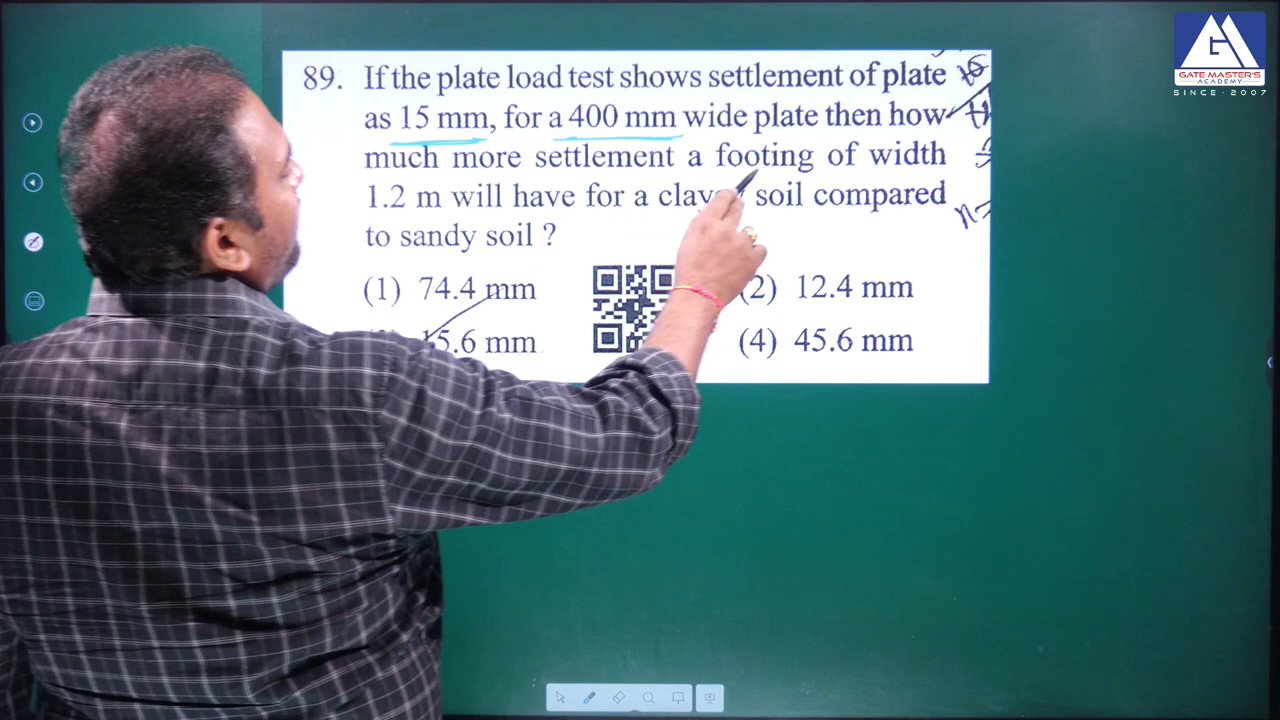 GATE MASTER'S
ACADEMY
SINCE - 2007
89. If the plate load test shows settlement of plate
as 15 mm, for a 400 mm wide plate then how
much more settlement a footing of width
1.2 m will have for a soil compared
to sandy soil ?
(1) 74.4 mm (2) 12.4 mm
15.6 mm (4) 45.6 mm